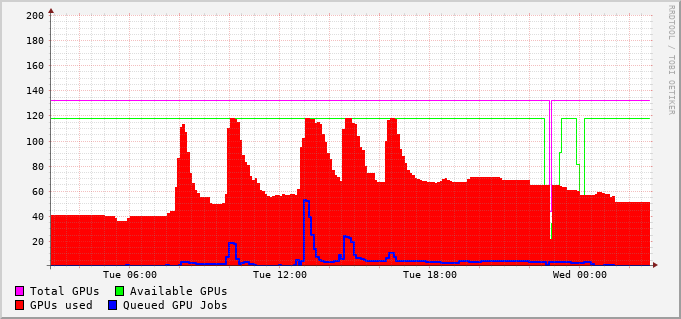 200
180
160
140
120
100
80
60
40
20
Tue 06:00 Tue 12:00 Tue 18:00 Wed 00:00
Total GPUs Available GPUs
GPUs used Queued GPU Jobs
RRDTOOL / TOBI OETIKER